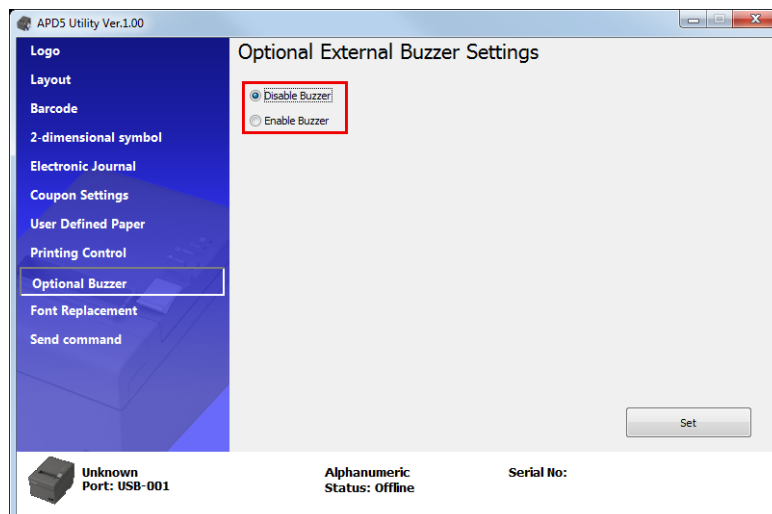 APD5 Utility Ver.1.00
Logo
Layout
Barcode
2-dimensional symbol
Electronic Journal
Coupon Settings
User Defined Paper
Printing Control
Optional Buzzer
Font Replacement
Send command
Optional External Buzzer Settings
Disable Buzzer
Enable Buzzer
Set
Unknown
Port: USB-001
Alphanumeric
Status: Offline
Serial No: